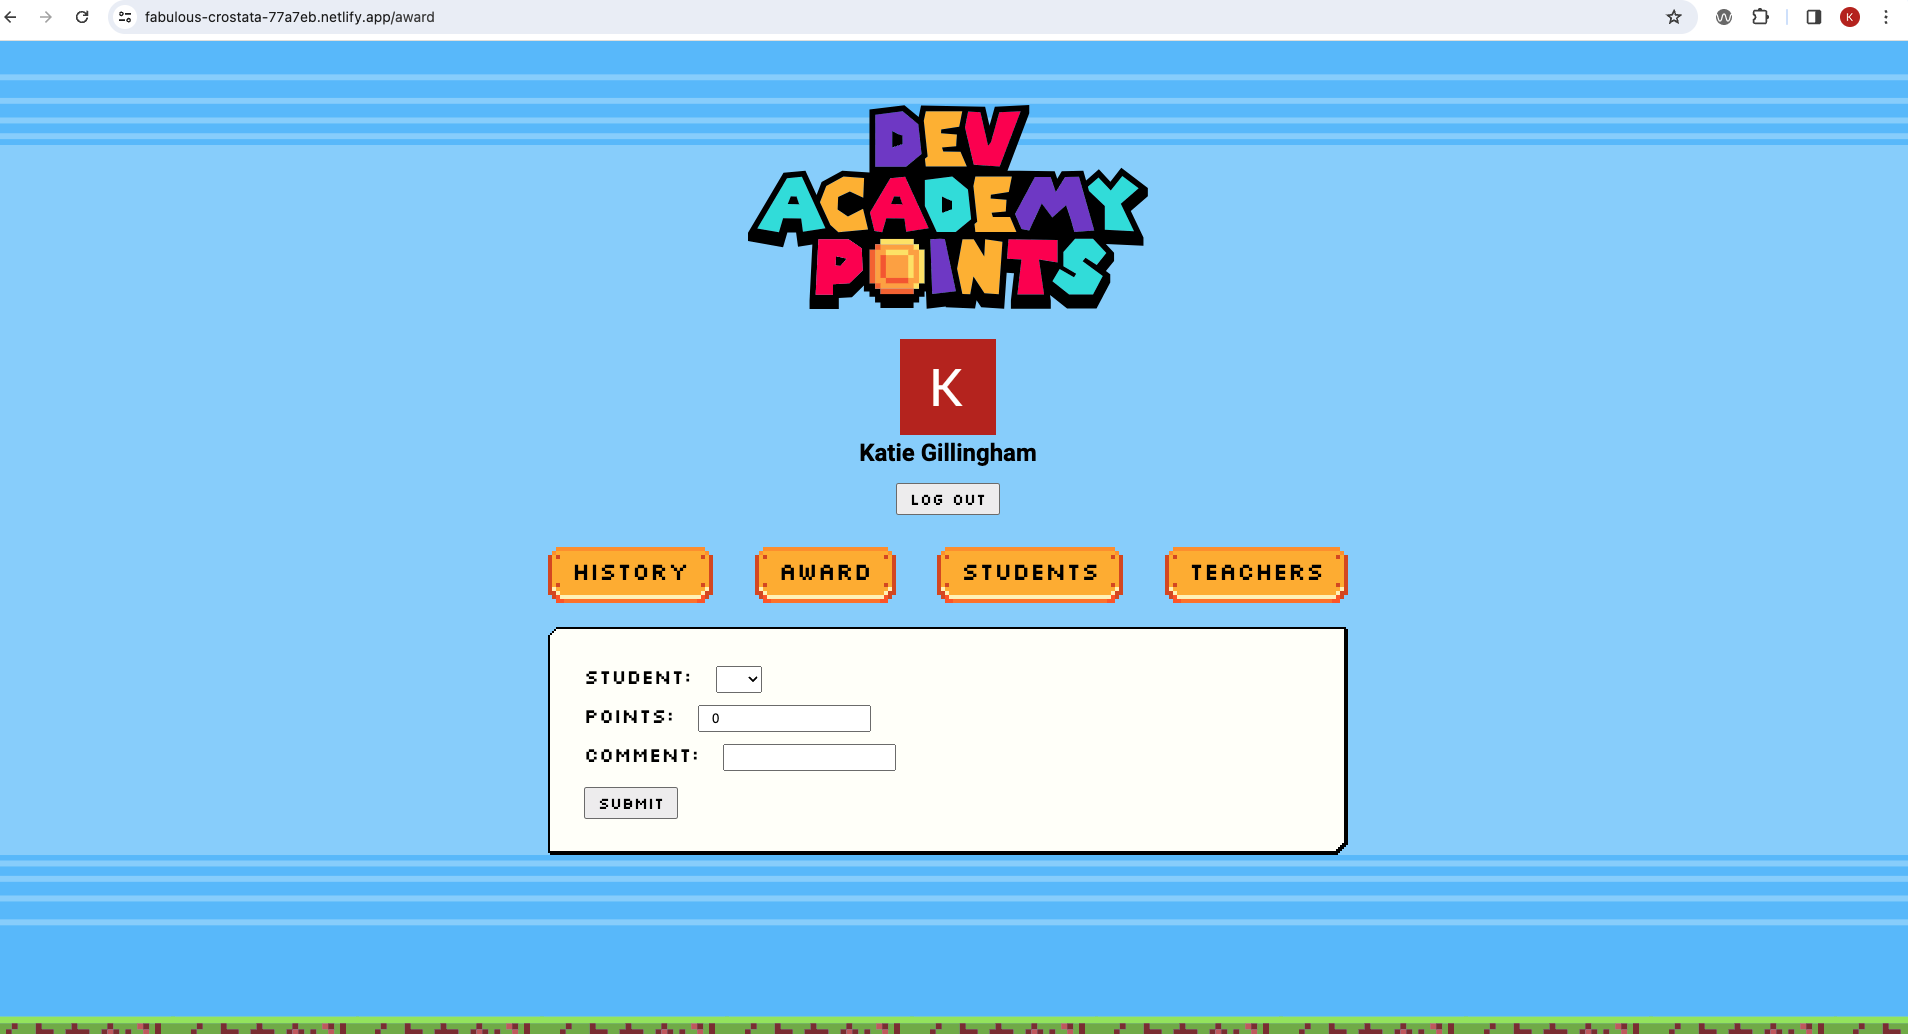 fabulous-crostata-77a7eb.netlify.app/award
K
DEV
ACADEMY
POINTS
K
Katie Gillingham
LOG OUT
HISTORY AWARD STUDENTS TEACHERS
STUDENT:
POINTS: 0
COMMENT:
SUBMIT